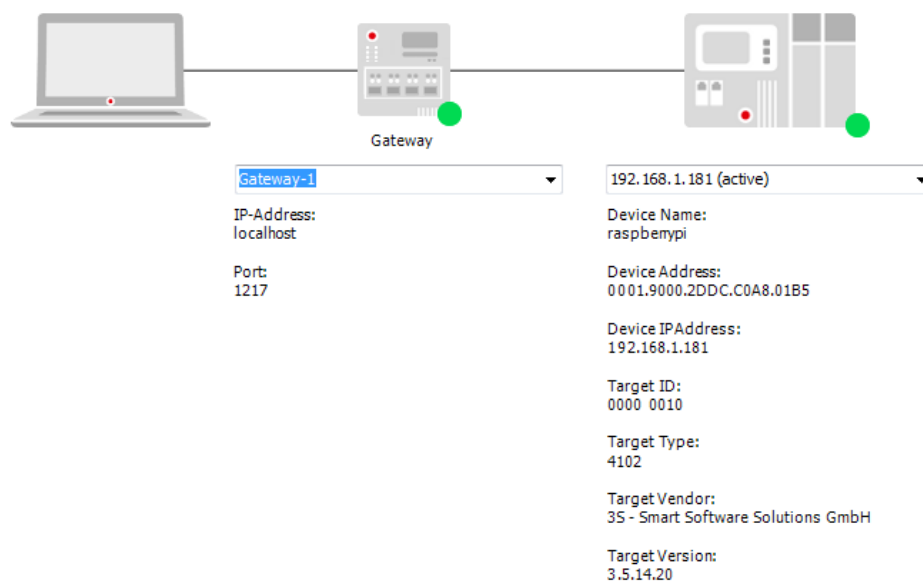 Gateway
Gateway-1
IP-Address:
localhost
Port:
1217
192.168.1.181 (active)
Device Name:
raspberrypi
Device Address:
0001.9000.2DDC.C0A8.01B5
Device IPAddress:
192.168.1.181
Target ID:
0000 0010
Target Type:
4102
Target Vendor:
3S - Smart Software Solutions GmbH
Target Version:
3.5.14.20